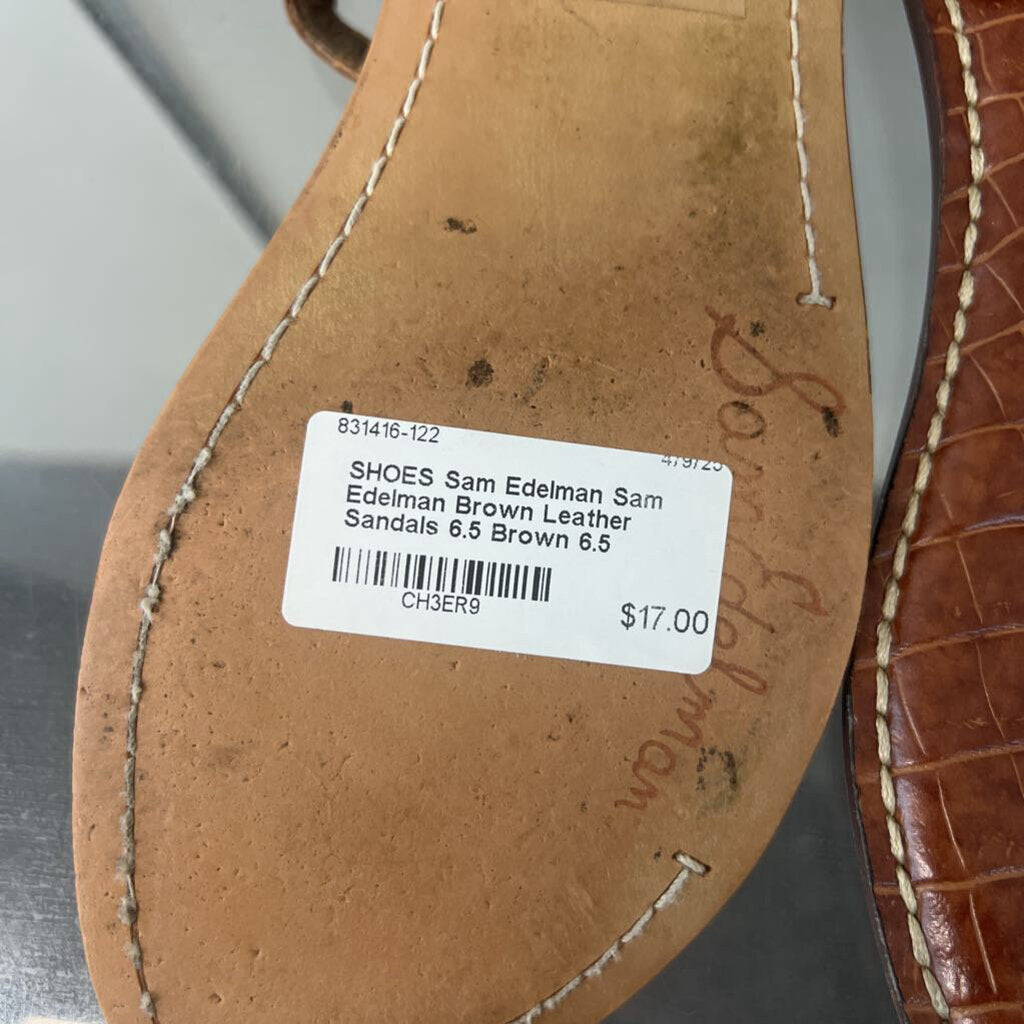 831416-122
SHOES Sam Edelman Sam
Edelman Brown Leather
Sandals 6.5 Brown 6.5
CH3ER9
$17.00
Sam Edelman